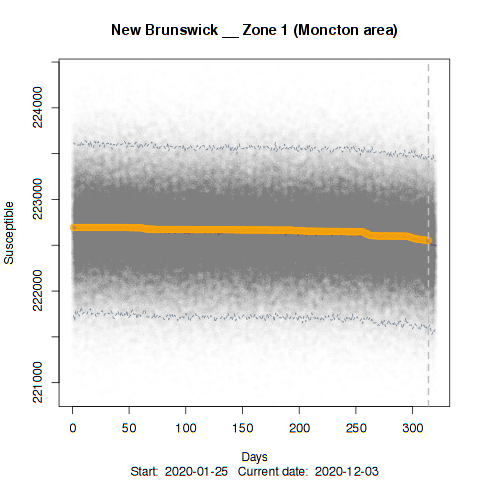 New Brunswick __ Zone 1 (Moncton area)
224000
223000
222000
221000
Susceptible
0 50 100 150 200 250 300
Days
Start: 2020-01-25 Current date: 2020-12-03